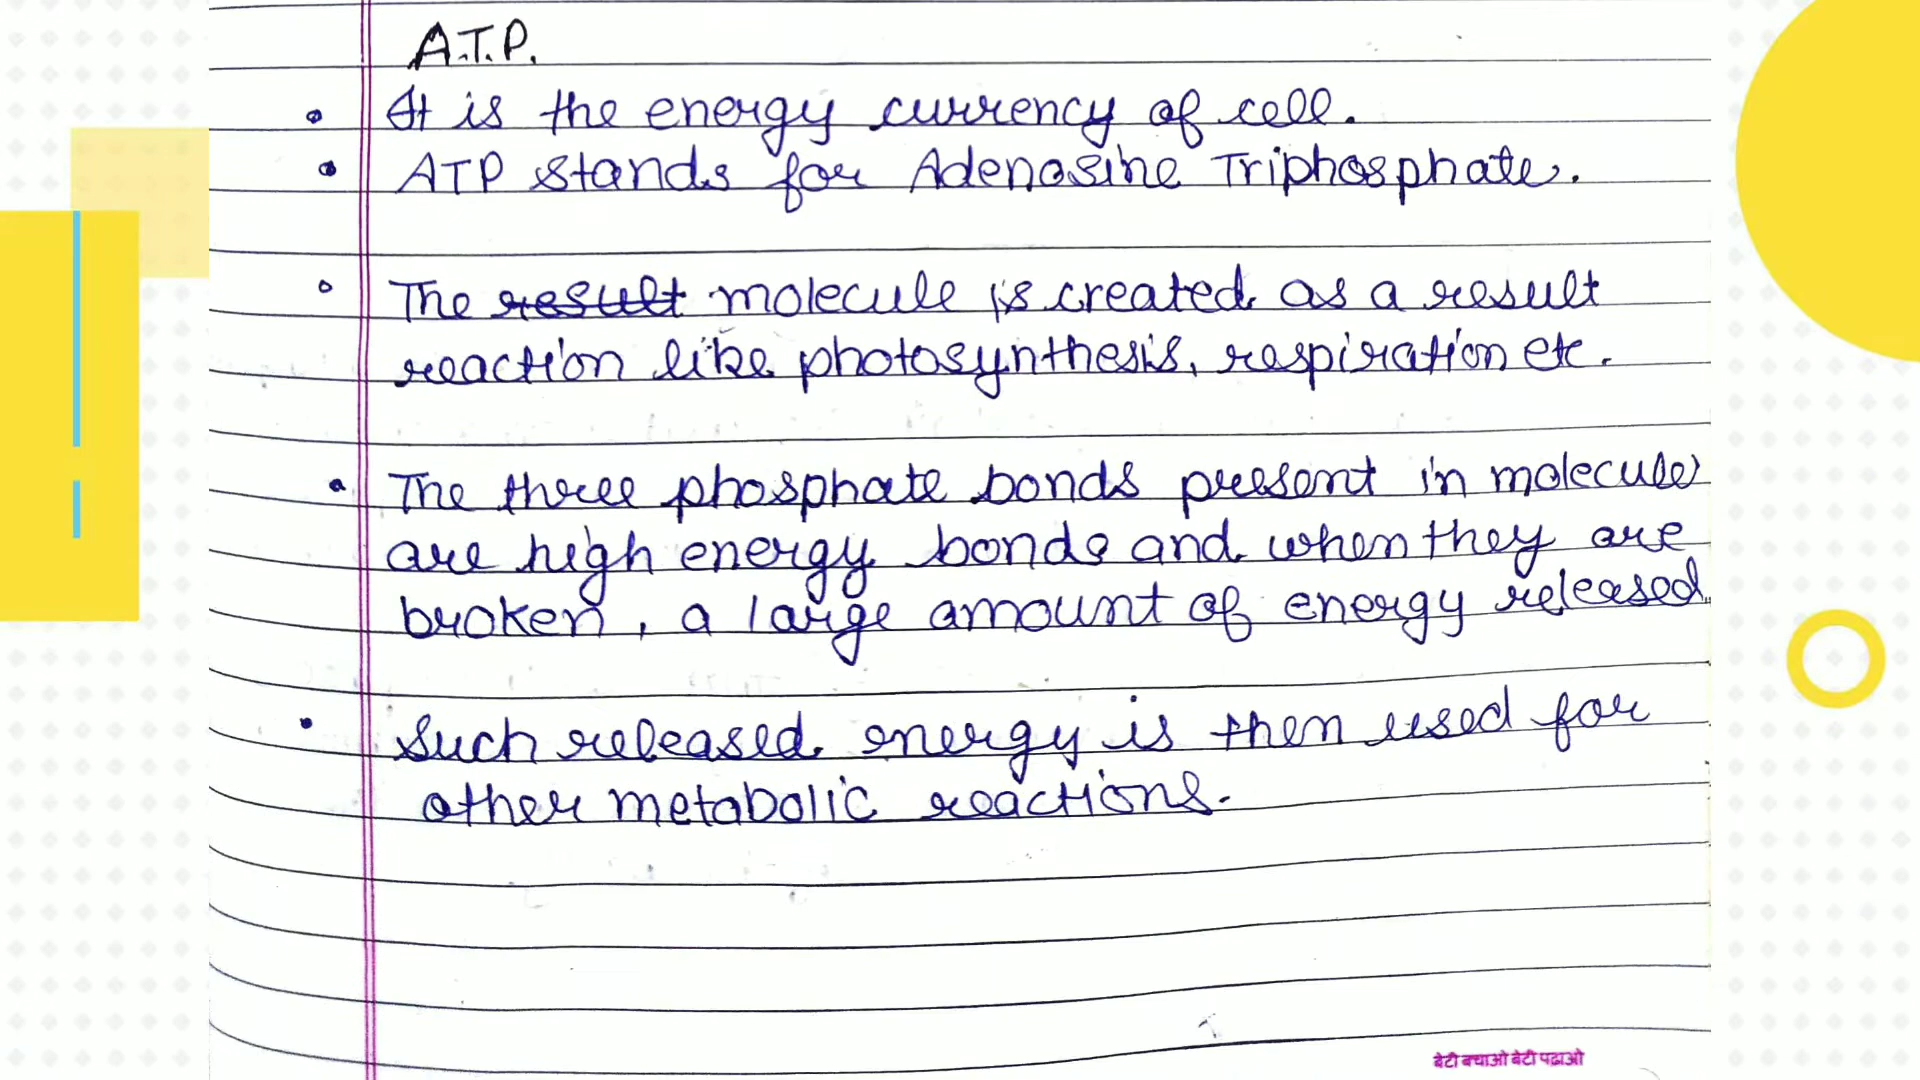 A.T.P.
• It is the energy currency of cell.
• ATP stands for Adenosine Triphosphate.
• The result molecule is created as a result
reaction like photosynthesis, respiration etc.
• The three phosphate bonds present in molecule
are high energy bonds and when they are
broken, a large amount of energy released.
• Such released energy is then used for
other metabolic reactions.
बेटी बचाओ बेटी पढ़ाओ